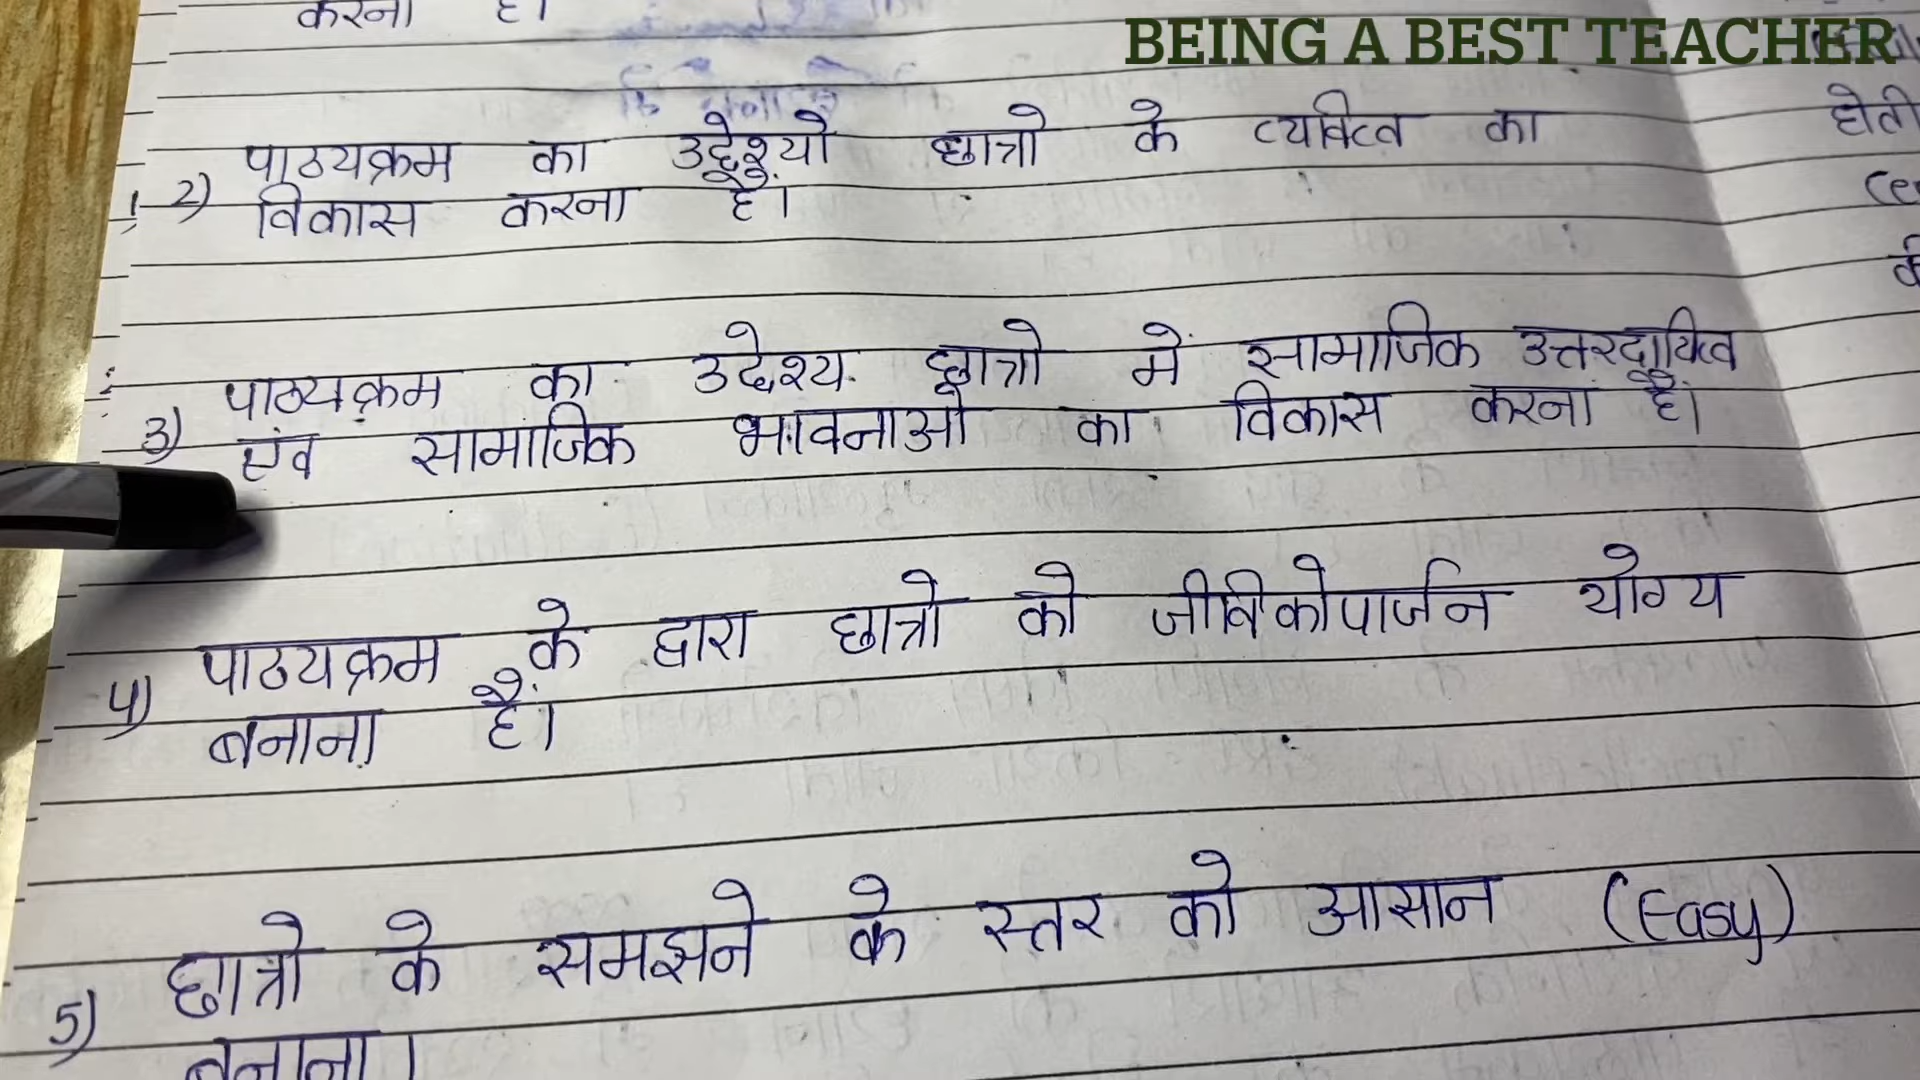 करना है।
BEING A BEST TEACHER
2) पाठ्यक्रम का उद्देश्यो छात्रो के व्यक्तित्व का
विकास करना है।
3) पाठ्यक्रम का उदेश्य छात्रो में सामाजिक उत्तरदायित्व
एंव सामाजिक भावनाओ का विकास करना है।
4) पाठ्यक्रम के द्वारा छात्रो को जीविकोपार्जन योग्य
बनाना है।
5) छात्रो के समझने के स्तर को आसान (Easy)
बनाना।
होती